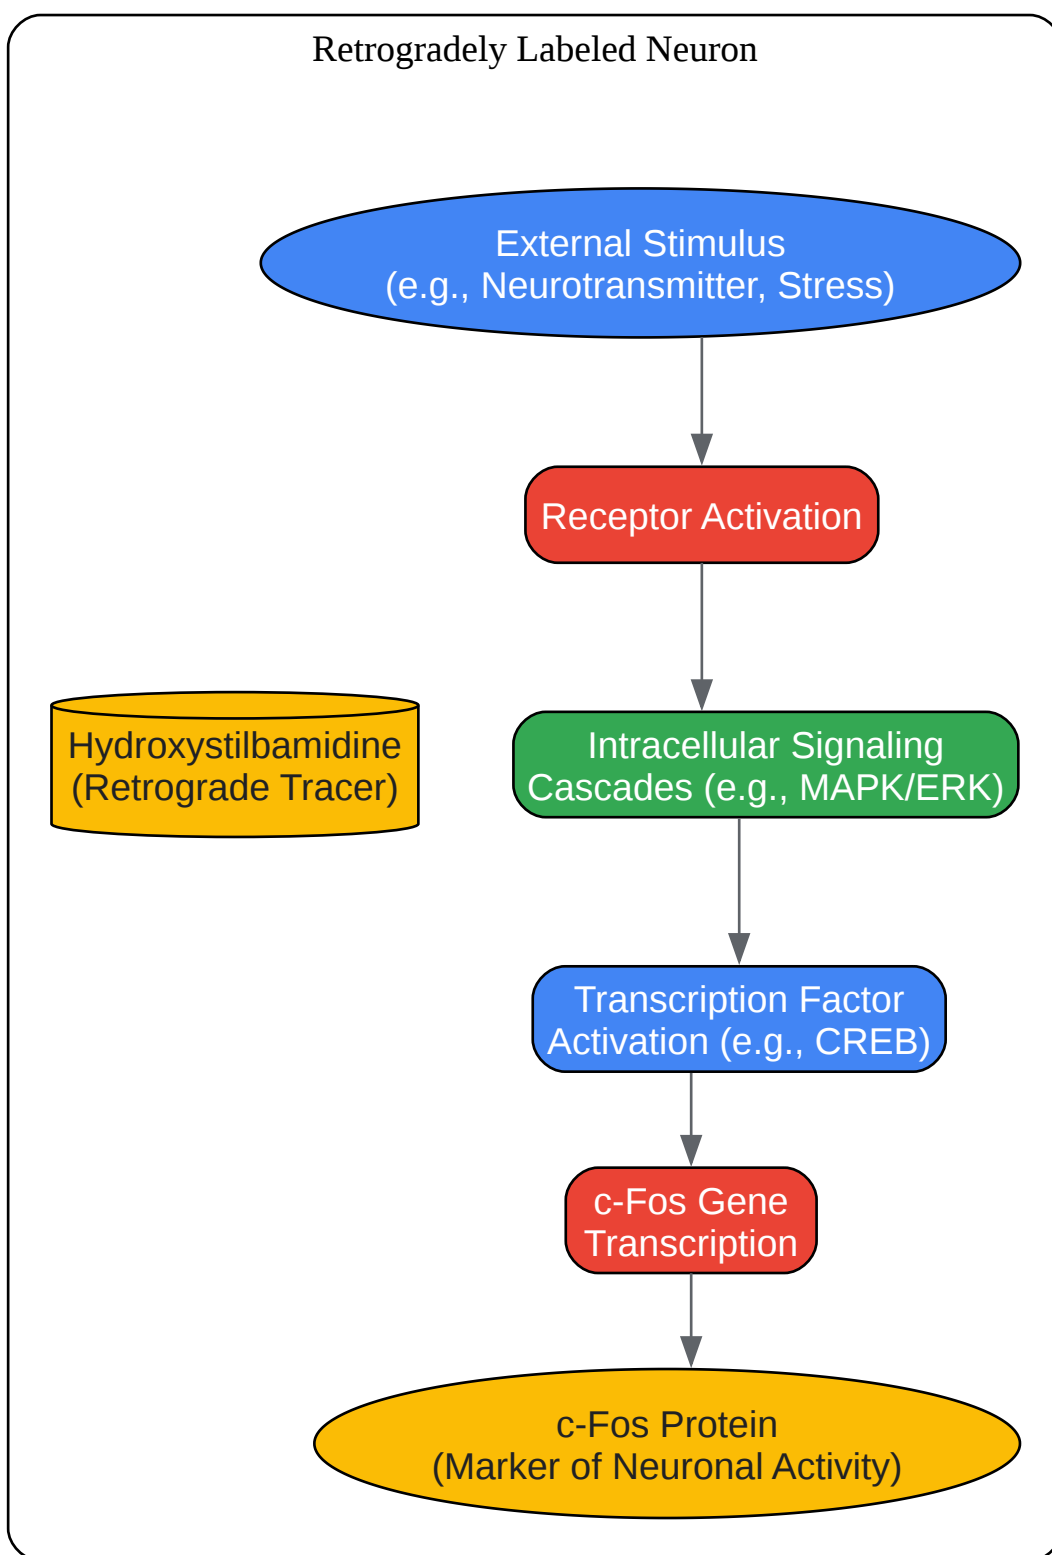 Retrogradely Labeled Neuron
External Stimulus
(e.g., Neurotransmitter, Stress)
Receptor Activation
Hydroxystilbamidine
(Retrograde Tracer)
Intracellular Signaling
Cascades (e.g., MAPK/ERK)
Transcription Factor
Activation (e.g., CREB)
c-Fos Gene
Transcription
c-Fos Protein
(Marker of Neuronal Activity)